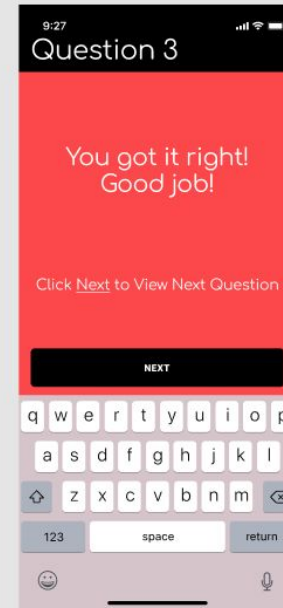 9:27
Question 3
You got it right!
Good job!
Click Next to View Next Question
NEXT
q w e r t y u i o p
a s d f g h j k l
z x c v b n m
123 space return